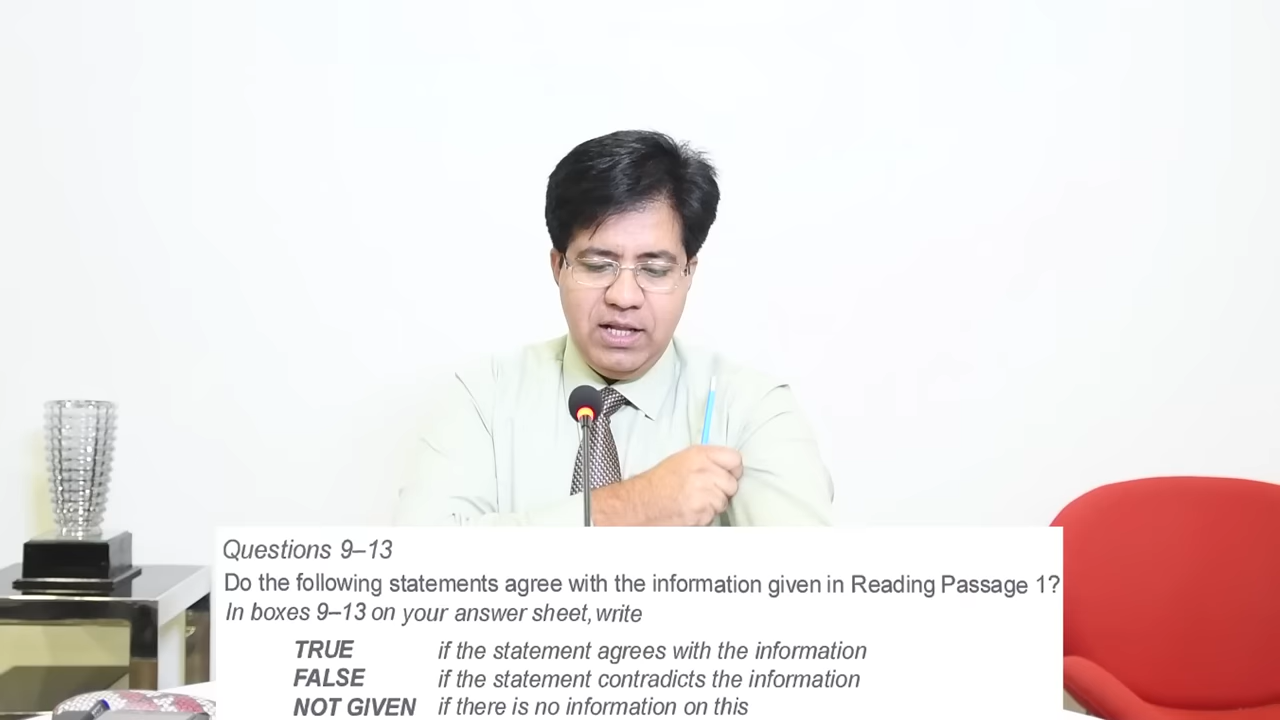 Questions 9–13
Do the following statements agree with the information given in Reading Passage 1?
In boxes 9–13 on your answer sheet, write
TRUE if the statement agrees with the information
FALSE if the statement contradicts the information
NOT GIVEN if there is no information on this